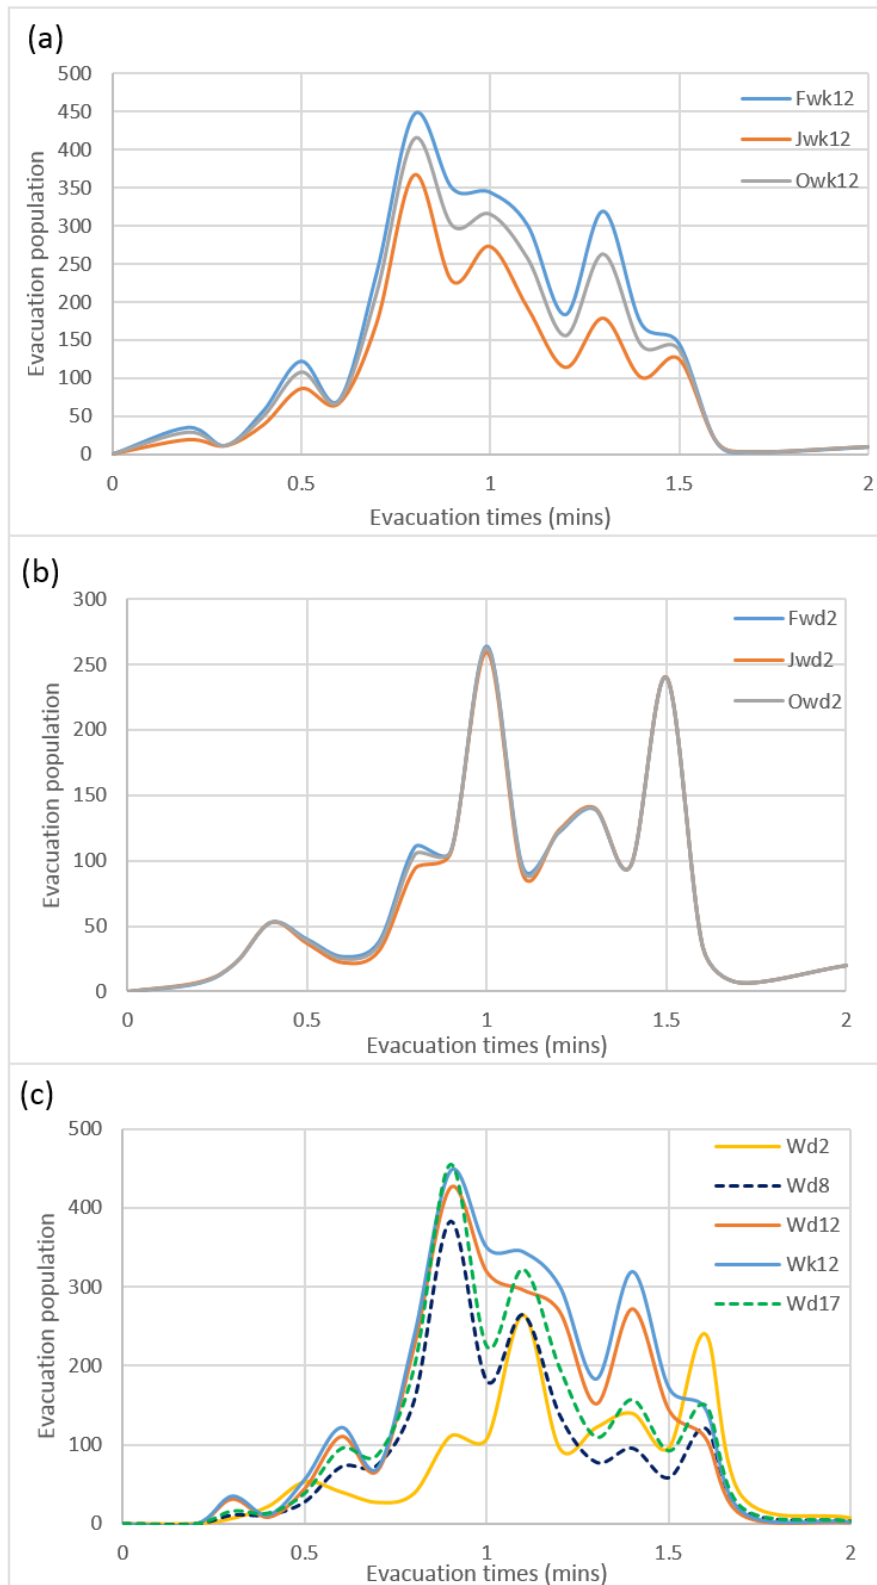 (a)
500
450
400
350
300
250
200
150
100
50
0
Evacuation population
Fwk12
Jwk12
Owk12
0 0.5 1 1.5 2
Evacuation times (mins)
(b)
300
250
200
150
100
50
0
Evacuation population
Fwd2
Jwd2
Owd2
0 0.5 1 1.5 2
Evacuation times (mins)
(c)
500
400
300
200
100
0
Evacuation population
Wd2
Wd8
Wd12
Wk12
Wd17
0 0.5 1 1.5 2
Evacuation times (mins)